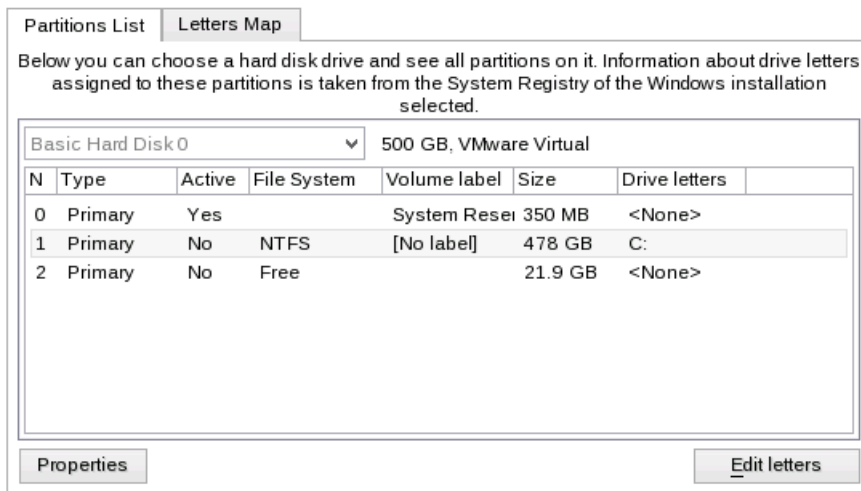 Partitions List Letters Map
Below you can choose a hard disk drive and see all partitions on it. Information about drive letters
assigned to these partitions is taken from the System Registry of the Windows installation
selected.
Basic Hard Disk 0 500 GB, VMware Virtual
N Type Active File System Volume label Size Drive letters
0 Primary Yes System Reser 350 MB <None>
1 Primary No NTFS [No label] 478 GB C:
2 Primary No Free 21.9 GB <None>
Properties Edit letters